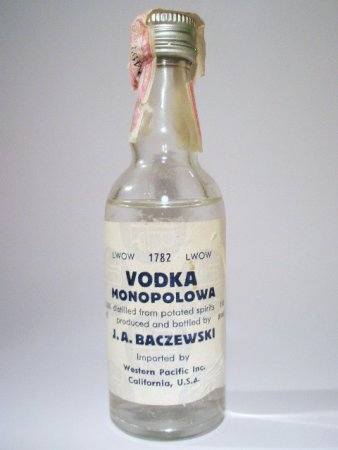 LWOW 1782 LWOW
VODKA
MONOPOLOWA
distilled from potatoe spirits
produced and bottled by
J. A. BACZEWSKI
Imported by
Western Pacific Inc.
California, U.S.A.